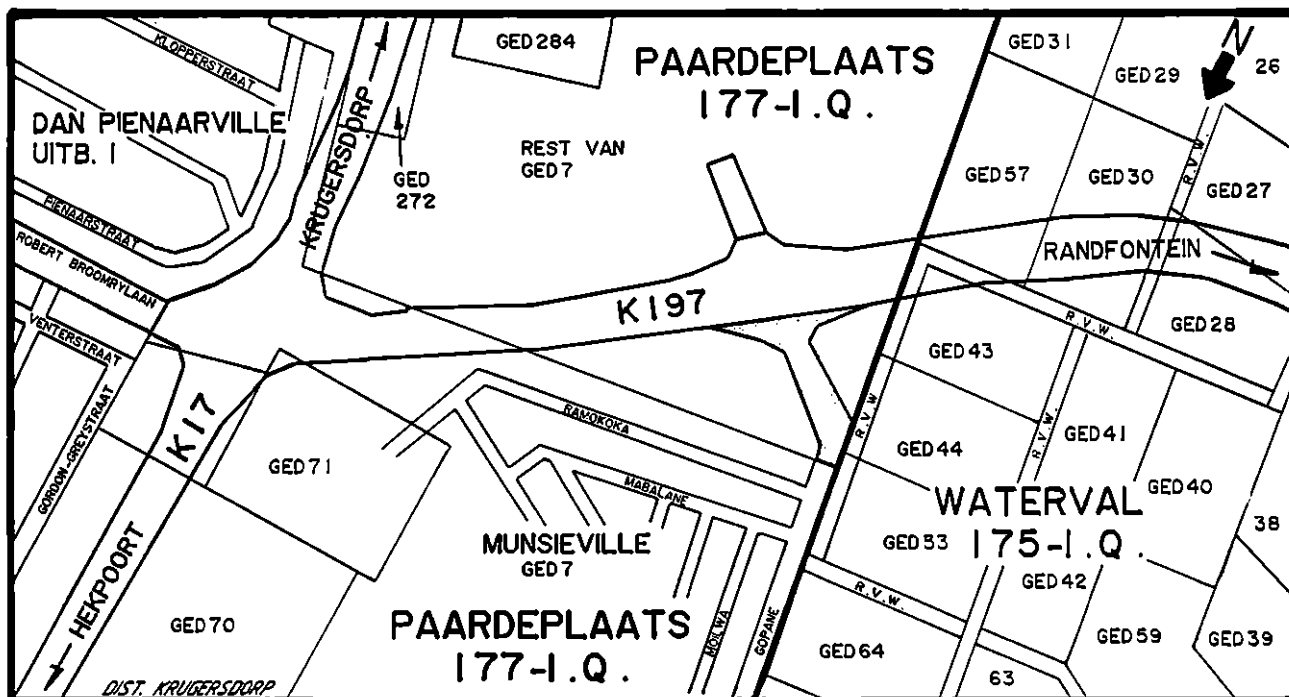 KLOPPERSTRAAT
DAN PIENAARVILLE
UITB. 1
PIENAARSTRAAT
ROBERT BROOMRYLAAN
VENTERSTRAAT
GORDON-GREYSTRAAT
KRUGERSDORP
GED
272
GED 284
PAARDEPLAATS
177-I.Q.
REST VAN
GED 7
GED 31
GED 29
N
26
R.V.W.
GED 57
GED 30
GED 27
RANDFONTEIN
K197
R.V.W.
GED 28
GED 43
K17
GED 71
RAMOKOKA
R.V.W
R.V.W.
GED 41
GED 44
MABALANE
WATERVAL
175-I.Q.
GED 40
38
MUNSIEVILLE
GED 7
GED 53
GED 42
R.V.W.
HEKPOORT
GED 70
PAARDEPLAATS
177-I.Q.
MOILWA
GOPANE
GED 64
GED 59
GED 39
63
DIST. KRUGERSDORP